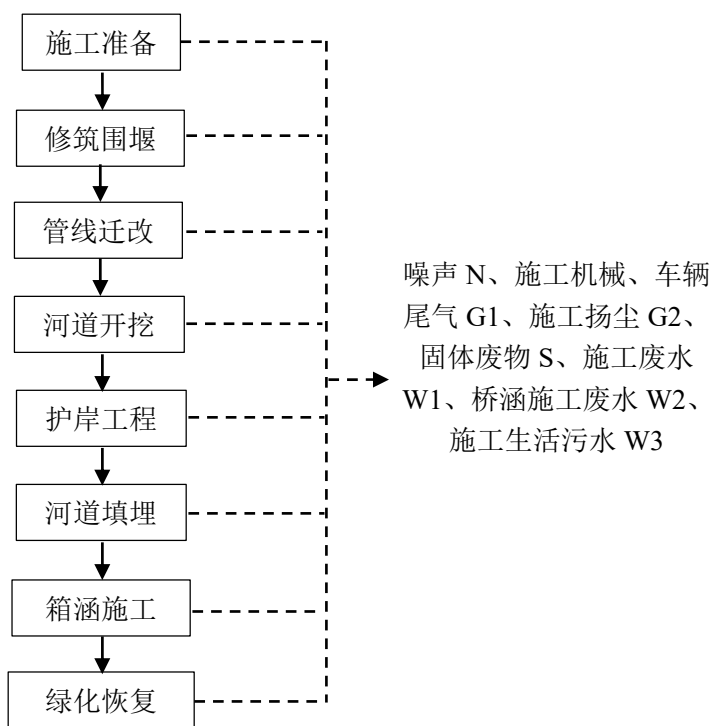 施工准备
修筑围堰
管线迁改
河道开挖
护岸工程
河道填埋
箱涵施工
绿化恢复
噪声 N、施工机械、车辆
尾气 G1、施工扬尘 G2、
固体废物 S、施工废水
W1、桥涵施工废水 W2、
施工生活污水 W3